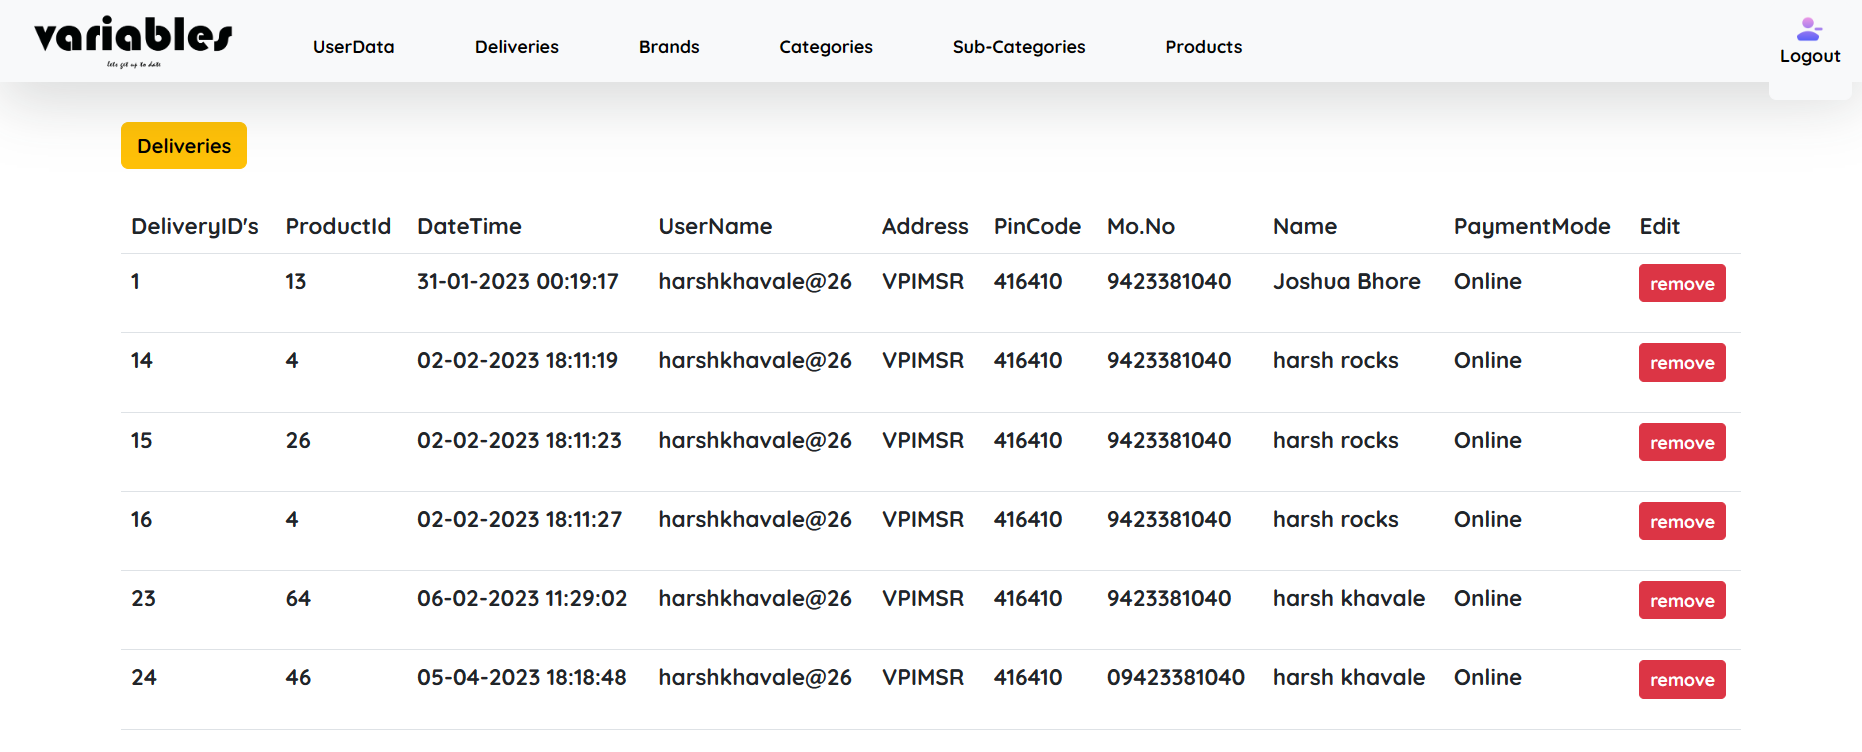 variables
lets get up to date
UserData Deliveries Brands Categories Sub-Categories Products Logout
Deliveries
DeliveryID's ProductId DateTime UserName Address PinCode Mo.No Name PaymentMode Edit
1 13 31-01-2023 00:19:17 harshkhavale@26 VPIMSR 416410 9423381040 Joshua Bhore Online remove
14 4 02-02-2023 18:11:19 harshkhavale@26 VPIMSR 416410 9423381040 harsh rocks Online remove
15 26 02-02-2023 18:11:23 harshkhavale@26 VPIMSR 416410 9423381040 harsh rocks Online remove
16 4 02-02-2023 18:11:27 harshkhavale@26 VPIMSR 416410 9423381040 harsh rocks Online remove
23 64 06-02-2023 11:29:02 harshkhavale@26 VPIMSR 416410 9423381040 harsh khavale Online remove
24 46 05-04-2023 18:18:48 harshkhavale@26 VPIMSR 416410 09423381040 harsh khavale Online remove